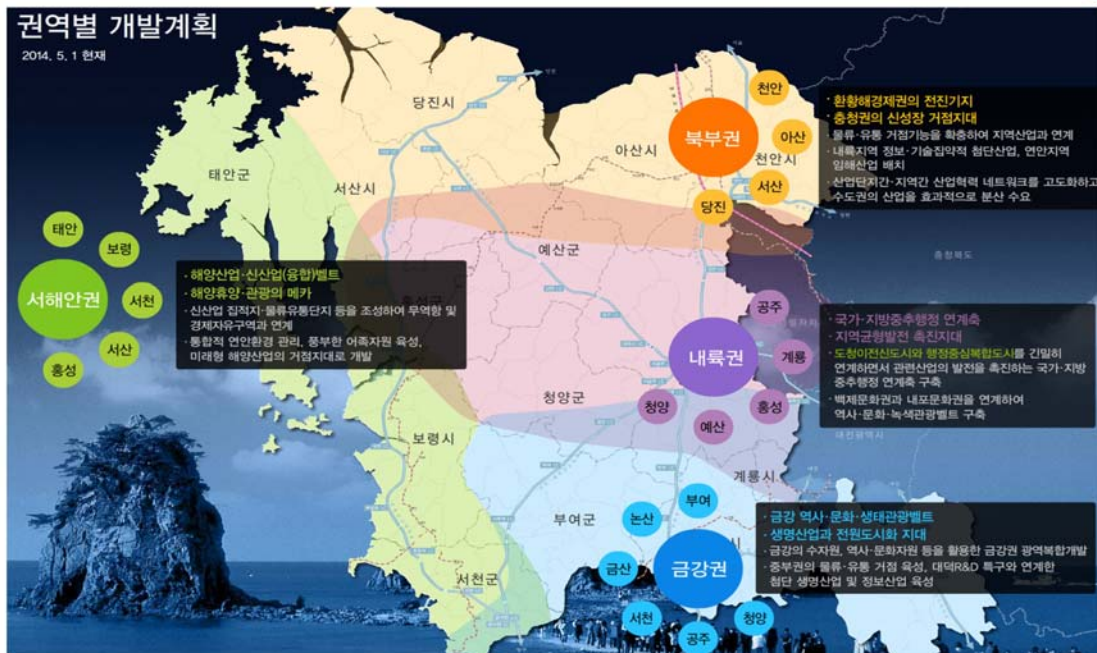 권역별 개발계획
2014. 5. 1 현재
당진시
태안군
서산시
아산시
천안시
예산군
청양군
보령시
부여군
서천군
계룡시
충청북도
대전광역시
북부권
천안
아산
서산
당진
· 환황해경제권의 전진기지
· 충청권의 신성장 거점지대
· 물류·유통 거점기능을 확충하여 지역산업과 연계
· 내륙지역 정보·기술집약적 첨단산업, 연안지역
임해산업 배치
· 산업단지간·지역간 산업혁력 네트워크를 고도화하고
수도권의 산업을 효과적으로 분산 수요
서해안권
태안
보령
서천
서산
홍성
· 해양산업·신산업(융합)벨트
· 해양휴양·관광의 메카
· 신산업 집적지·물류유통단지 등을 조성하여 무역항 및
경제자유구역과 연계
· 통합적 연안환경 관리, 풍부한 어족자원 육성,
미래형 해양산업의 거점지대로 개발
내륙권
공주
계룡
홍성
예산
청양
· 국가·지방중추행정 연계축
· 지역균형발전 촉진지대
· 도청이전신도시와 행정중심복합도시를 긴밀히
연계하면서 관련산업의 발전을 촉진하는 국가·지방
중추행정 연계축 구축
· 백제문화권과 내포문화권을 연계하여
역사·문화·녹색관광벨트 구축
금강권
부여
논산
금산
서천
공주
청양
· 금강 역사·문화·생태관광벨트
· 생명산업과 전원도시화 지대
· 금강의 수자원, 역사·문화자원 등을 활용한 금강권 광역복합개발
· 중부권의 물류·유통 거점 육성, 대덕R&D 특구와 연계한
첨단 생명산업 및 정보산업 육성